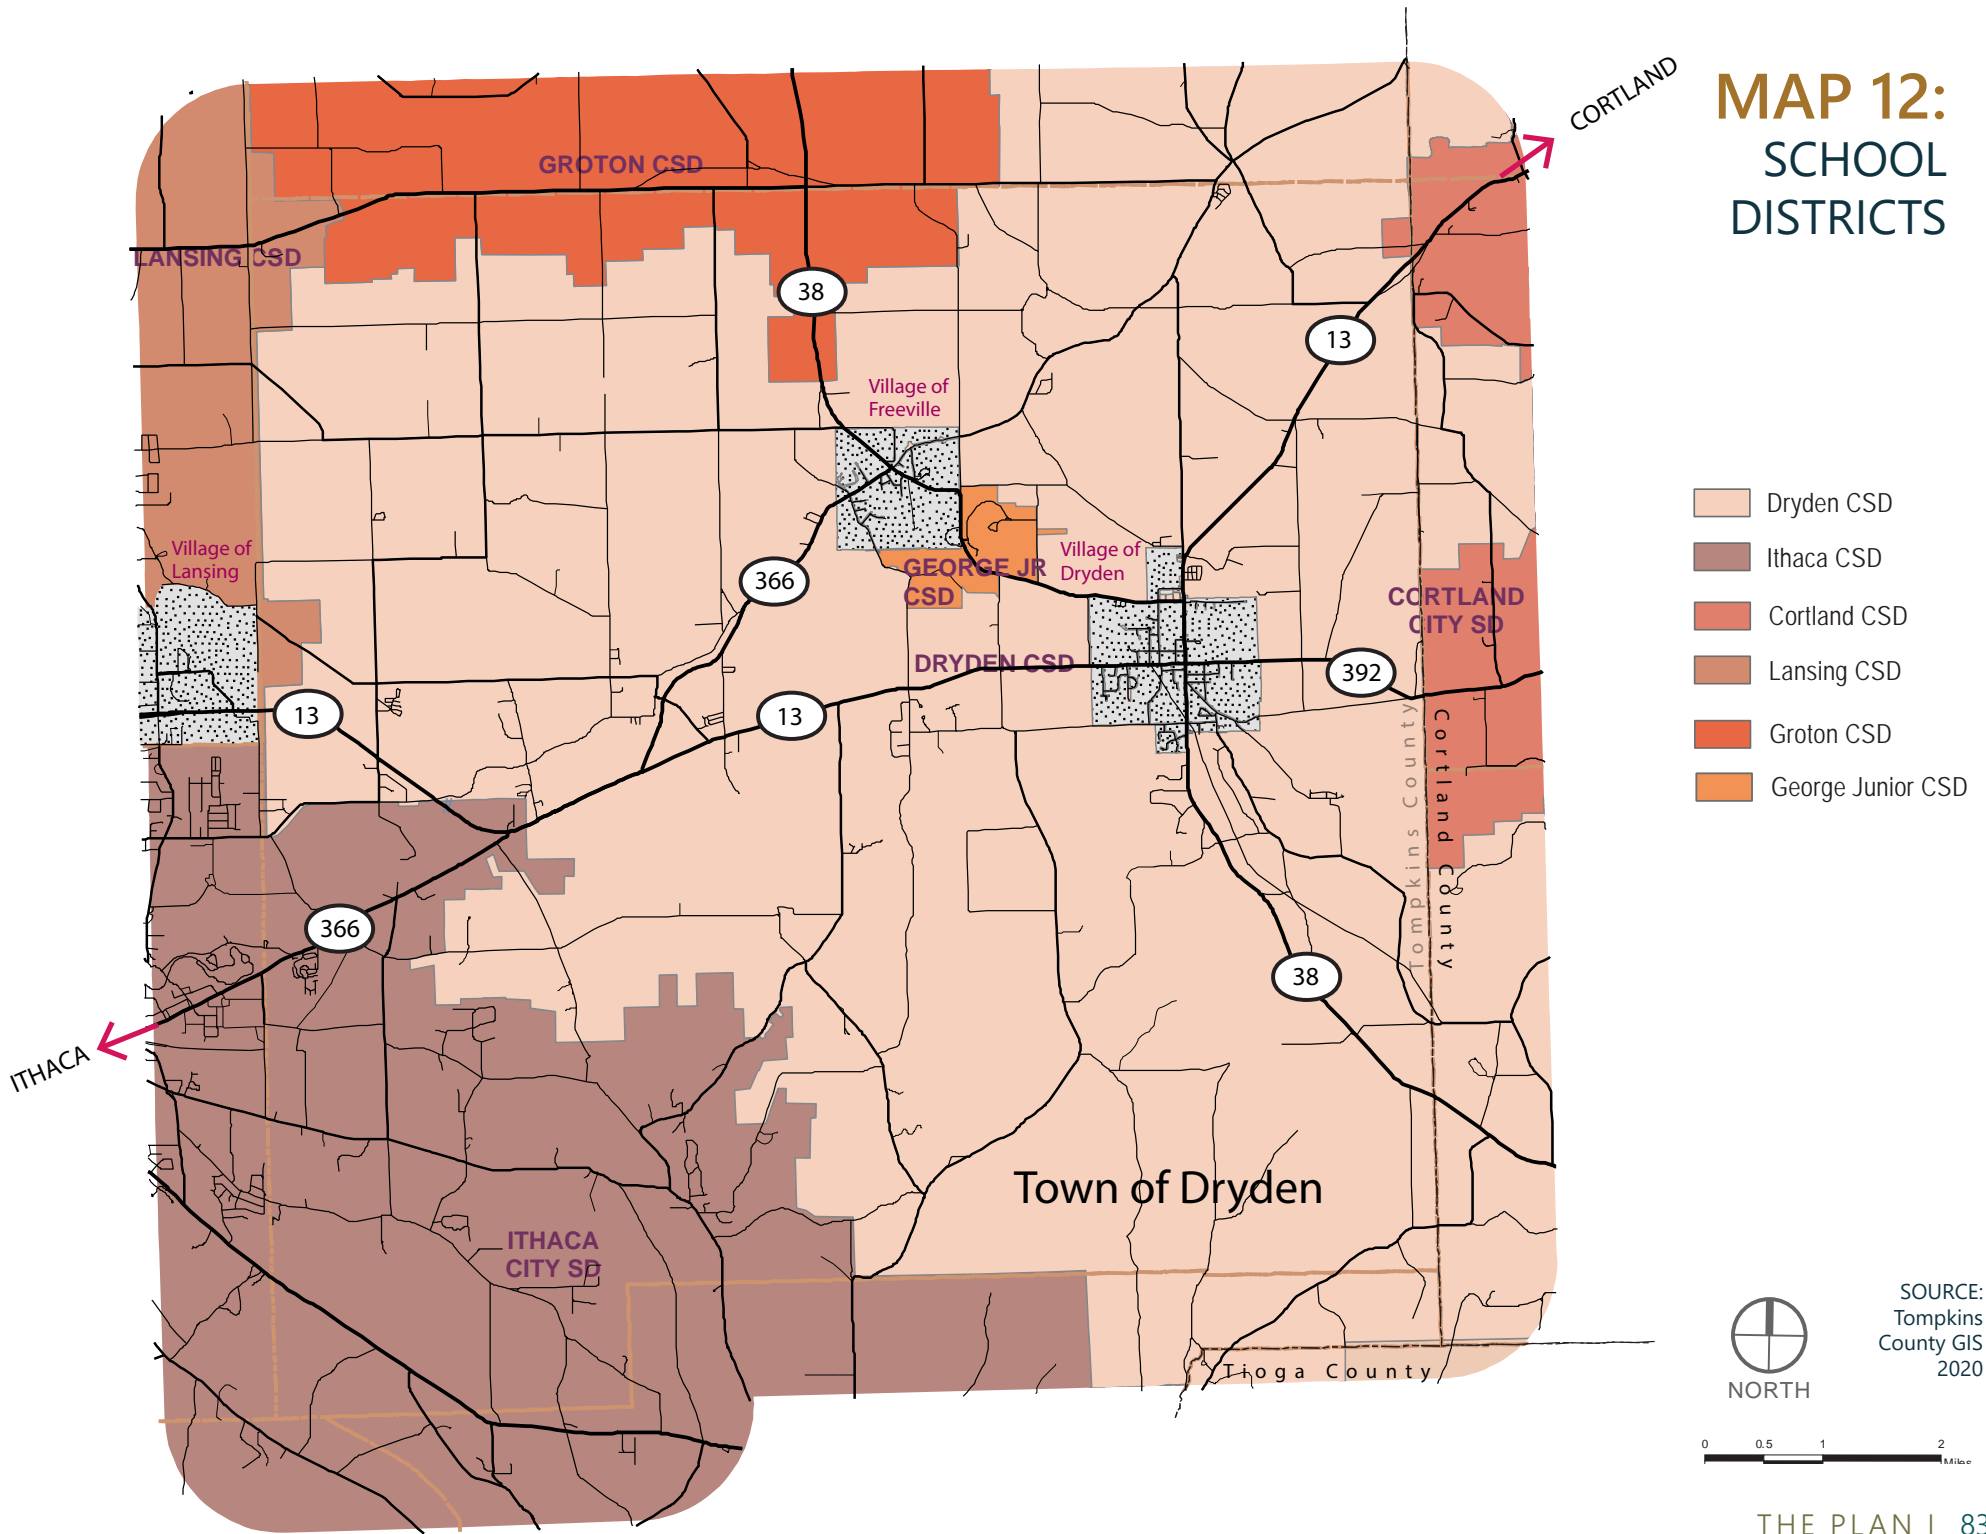 MAP 12:
SCHOOL
DISTRICTS
CORTLAND
GROTON CSD
LANSING CSD
38
13
Village of
Freeville
Village of
Lansing
366
GEORGE JR
CSD
Village of
Dryden
CORTLAND
CITY SD
DRYDEN CSD
392
13
13
Tompkins County
Cortland County
366
38
ITHACA
Town of Dryden
ITHACA
CITY SD
Tioga County
Dryden CSD
Ithaca CSD
Cortland CSD
Lansing CSD
Groton CSD
George Junior CSD
NORTH
SOURCE:
Tompkins
County GIS
2020
0 0.5 1 2
Miles
THE PLAN | 83